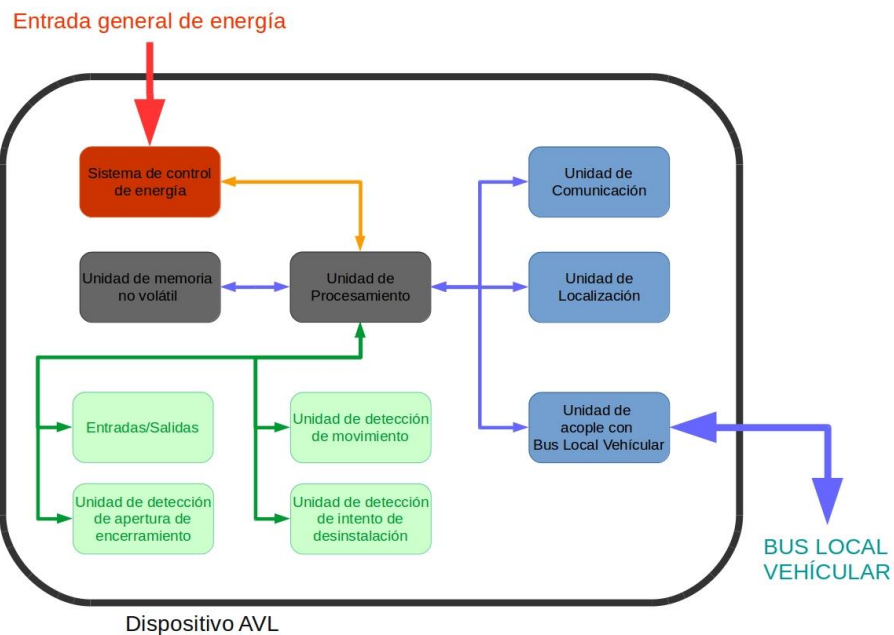 Entrada general de energía
Sistema de control
de energía
Unidad de
Comunicación
Unidad de memoria
no volátil
Unidad de
Procesamiento
Unidad de
Localización
Entradas/Salidas
Unidad de detección
de movimiento
Unidad de
acople con
Bus Local Vehícular
Unidad de detección
de apertura de
encerramiento
Unidad de detección
de intento de
desinstalación
BUS LOCAL
VEHÍCULAR
Dispositivo AVL